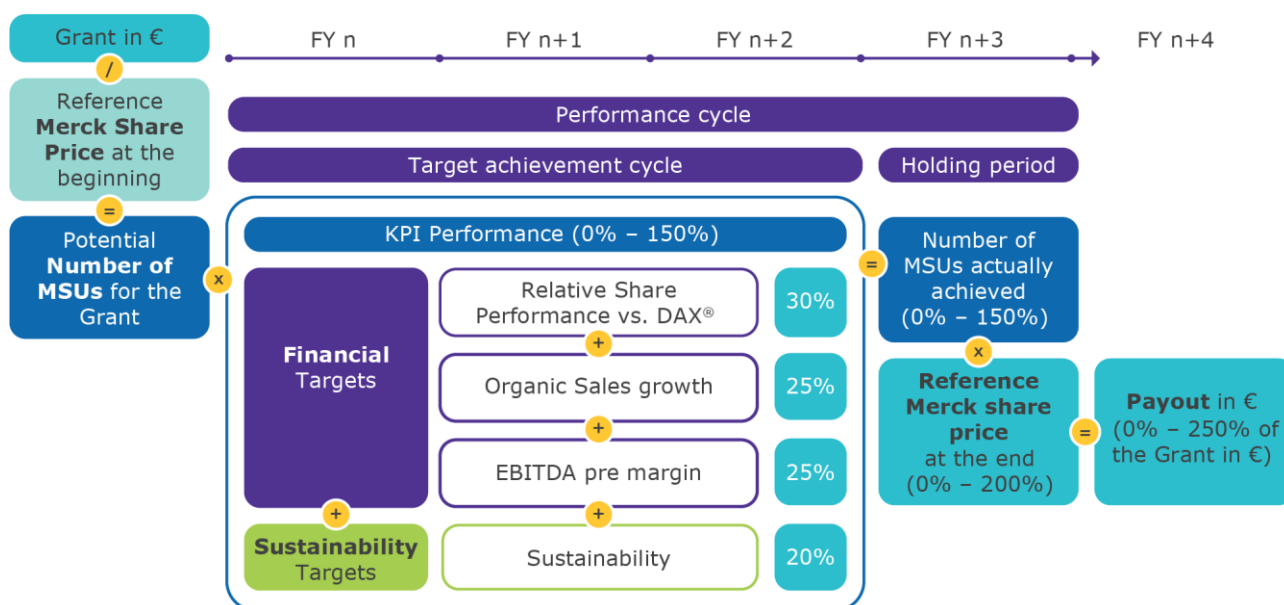 Grant in €
/
Reference
Merck Share
Price at the
beginning
=
Potential
Number of
MSUs for the
Grant
x
FY n
FY n+1
FY n+2
FY n+3
FY n+4
Performance cycle
Target achievement cycle
Holding period
KPI Performance (0% – 150%)
Financial
Targets
+
Sustainability
Targets
Relative Share
Performance vs. DAX®
30%
+
Organic Sales growth
25%
+
EBITDA pre margin
25%
+
Sustainability
20%
=
Number of
MSUs actually
achieved
(0% – 150%)
x
Reference
Merck share
price
at the end
(0% – 200%)
=
Payout in €
(0% – 250% of
the Grant in €)